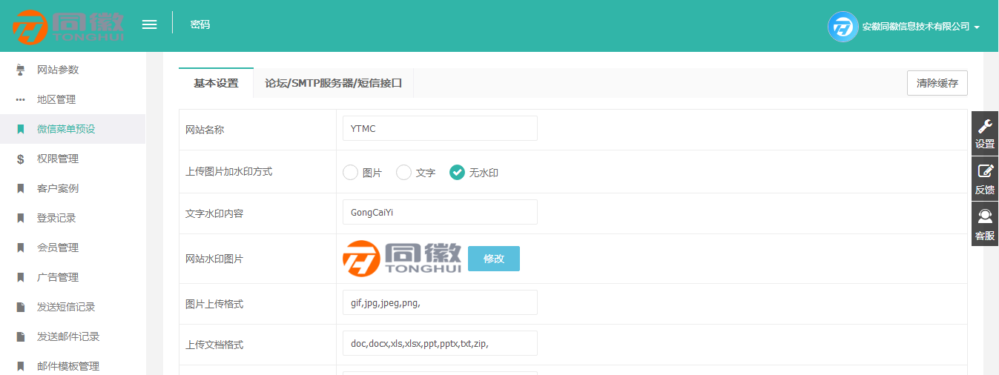 同徽
TONGHUI
密码
安徽同徽信息技术有限公司
网站参数
地区管理
微信菜单预设
权限管理
客户案例
登录记录
会员管理
广告管理
发送短信记录
发送邮件记录
邮件模板管理
基本设置
论坛/SMTP服务器/短信接口
清除缓存
网站名称
YTMC
上传图片加水印方式
图片
文字
无水印
文字水印内容
GongCaiYi
网站水印图片
同徽
TONGHUI
修改
图片上传格式
gif,jpg,jpeg,png,
上传文档格式
doc,docx,xls,xlsx,ppt,pptx,txt,zip,
设置
反馈
客服